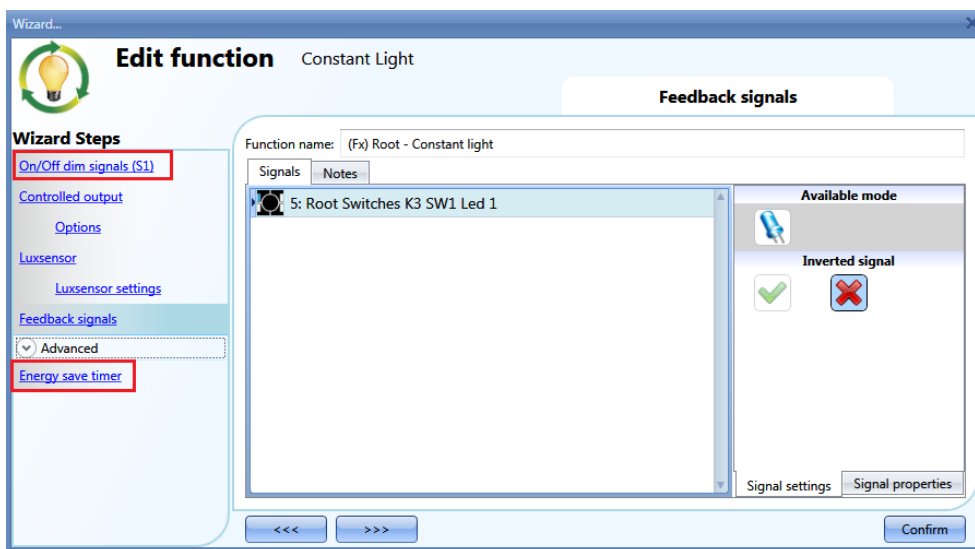 Wizard...
Edit function Constant Light
Feedback signals
Wizard Steps
On/Off dim signals (S1)
Controlled output
Options
Luxsensor
Luxsensor settings
Feedback signals
Advanced
Energy save timer
Function name: (Fx) Root - Constant light
Signals Notes
5: Root Switches K3 SW1 Led 1
Available mode
Inverted signal
Signal settings Signal properties
<<< >>> Confirm